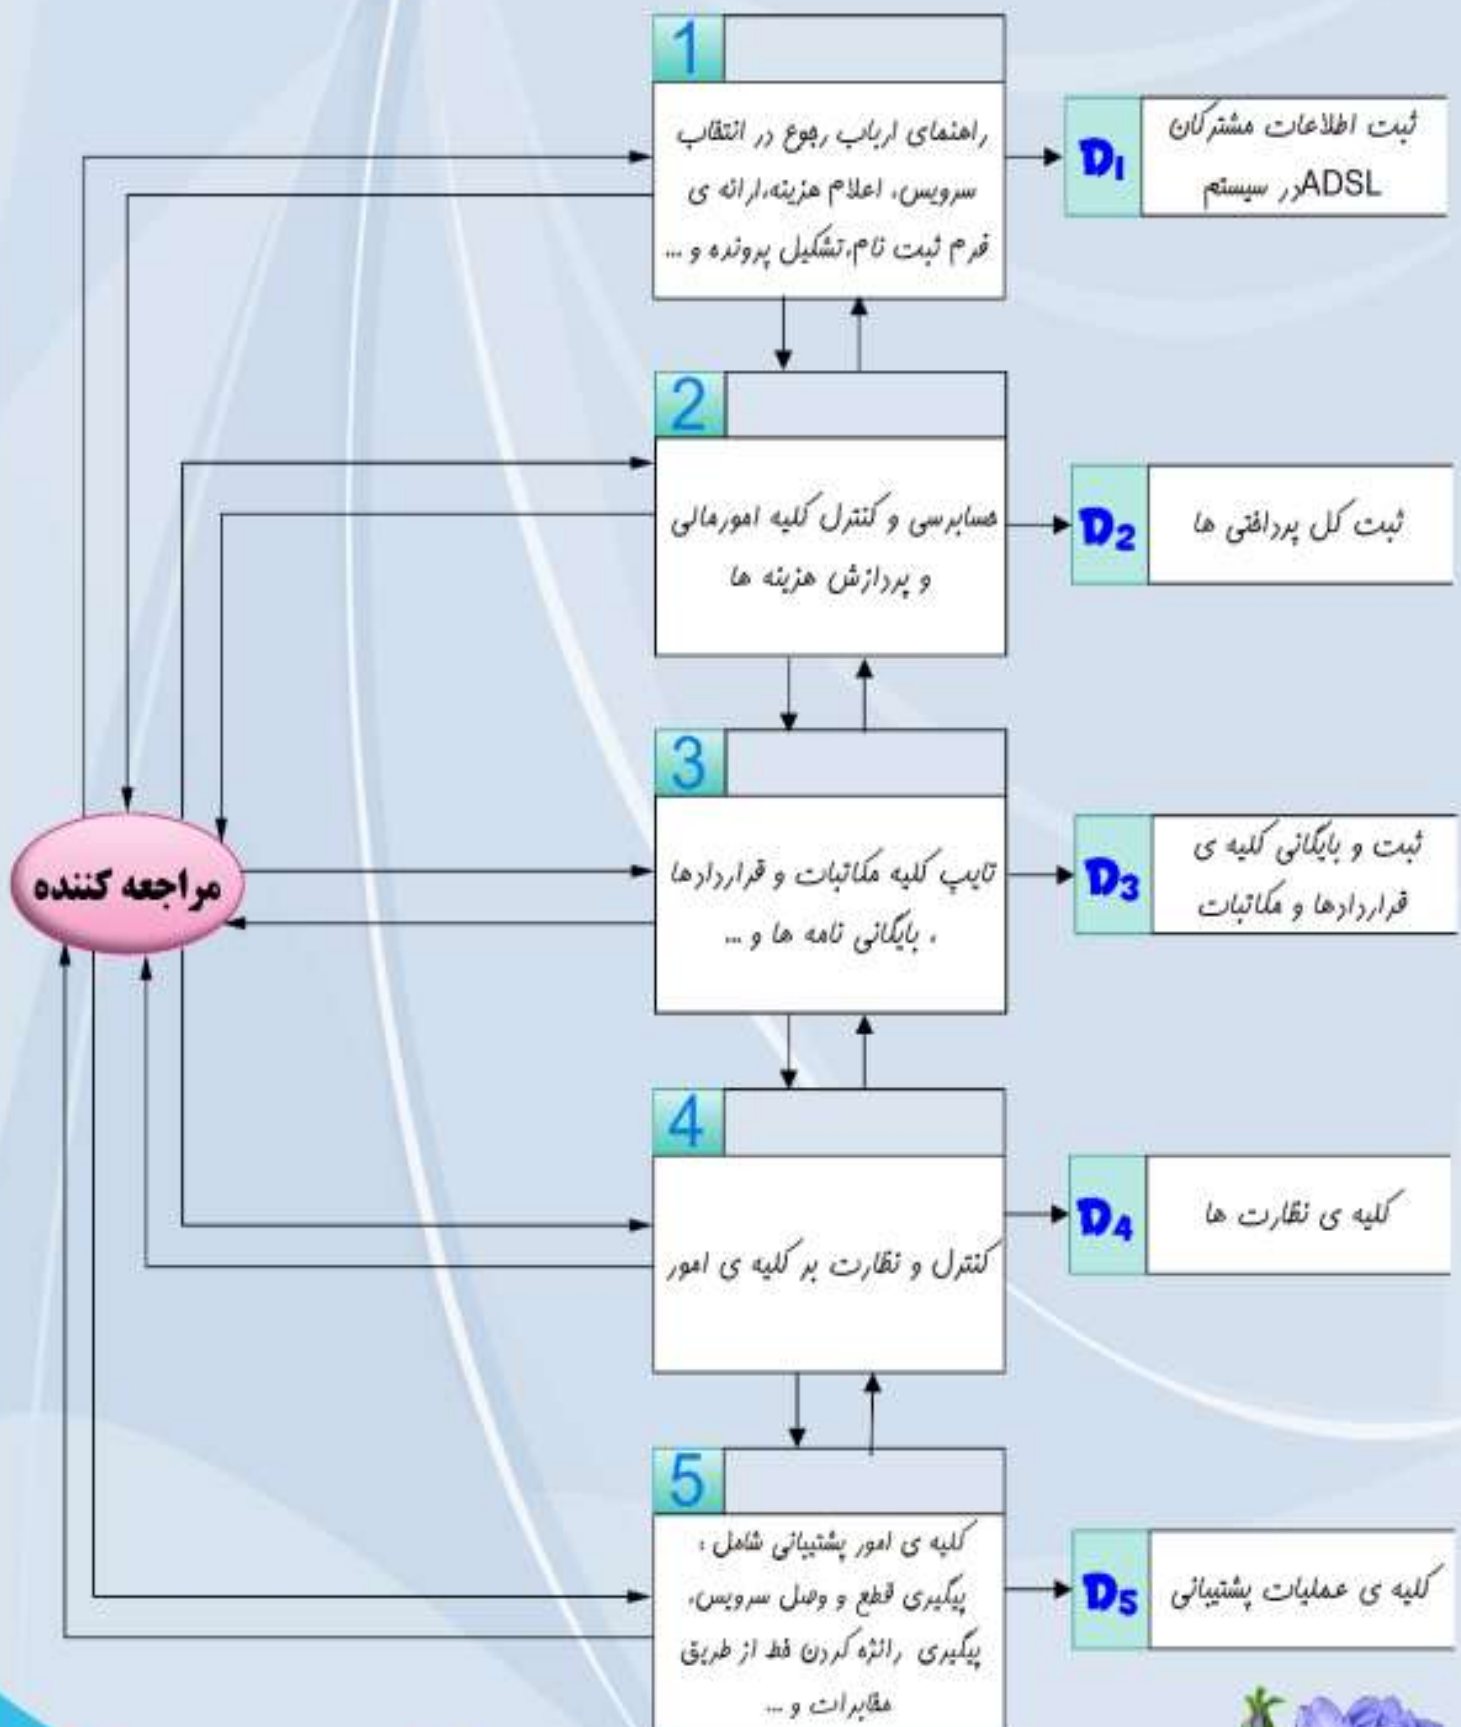 1
راهنمای ارباب رجوع در انتخاب
سرویس، اعلام هزینه،ارائه ی
فرم ثبت نام،تشکیل پرونده و ...
D1
ثبت اطلاعات مشترکان
ADSLدر سیستم
2
حسابرسی و کنترل کلیه امورمالی
و پردازش هزینه ها
D2
ثبت کل پرداختی ها
3
تایپ کلیه مکاتبات و قراردادها
، بایگانی نامه ها و ...
D3
ثبت و بایگانی کلیه ی
قراردادها و مکاتبات
مراجعه کننده
4
کنترل و نظارت بر کلیه ی امور
D4
کلیه ی نظارت ها
5
کلیه ی امور پشتیبانی شامل :
پیگیری قطع و وصل سرویس،
پیگیری رانژه کردن خط از طریق
مخابرات و ...
D5
کلیه ی عملیات پشتیبانی